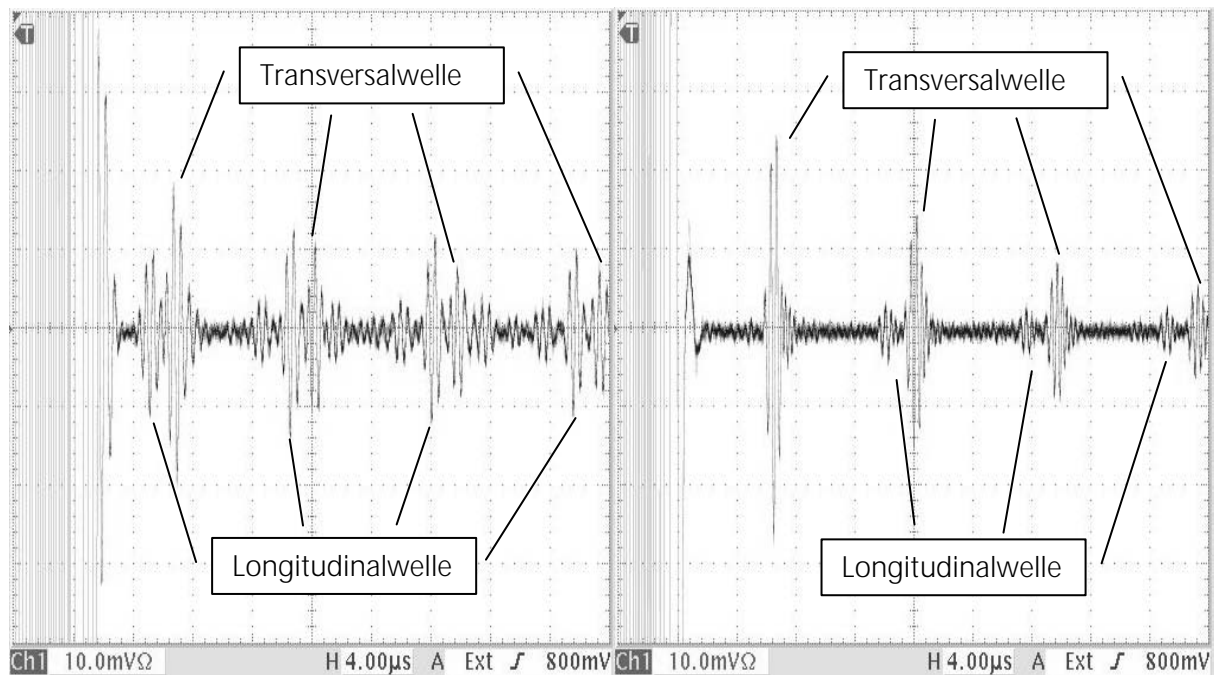 T
Transversalwelle
Longitudinalwelle
Ch1 10.0mVΩ H 4.00µs A Ext ʃ 800mV
T
Transversalwelle
Longitudinalwelle
Ch1 10.0mVΩ H 4.00µs A Ext ʃ 800mV